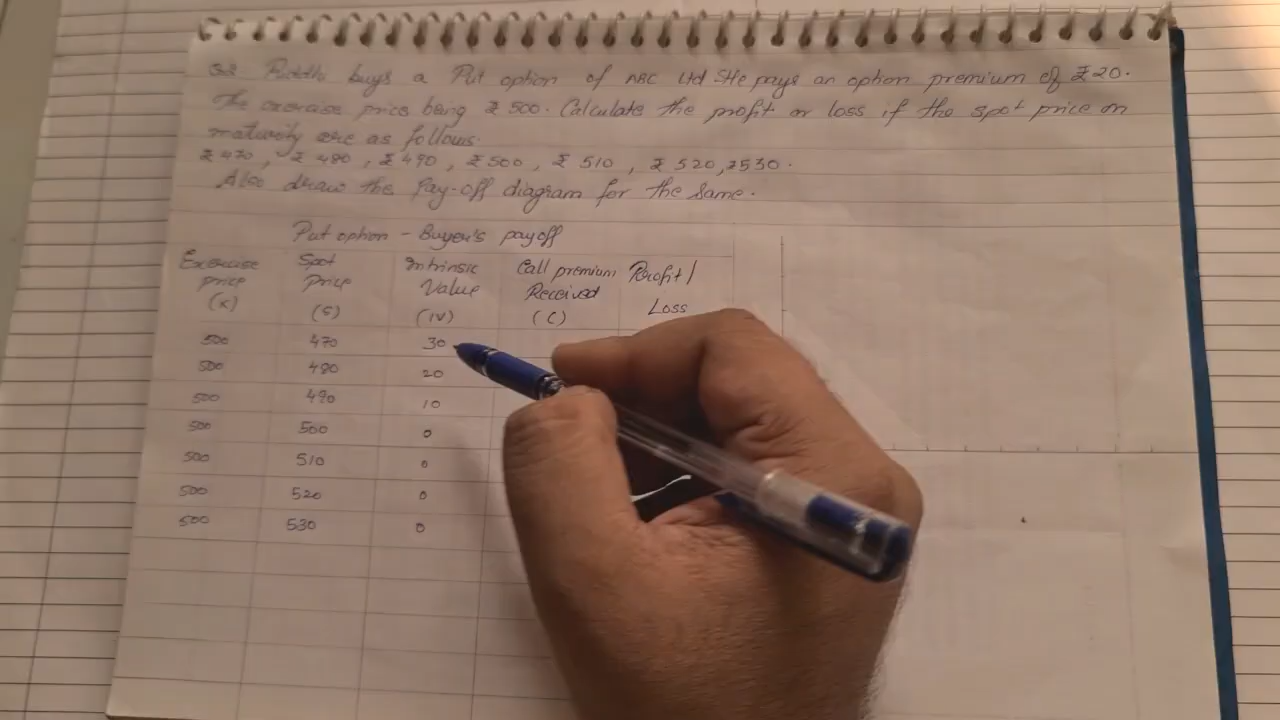 Q2. Riddhi buys a Put option of ABC Ltd She pays an option premium of ₹20.
The exercise price being ₹ 500. Calculate the profit or loss if the spot price on
maturity are as follows.
₹ 470, ₹ 480, ₹ 490, ₹ 500, ₹ 510, ₹ 520, ₹530.
Also draw the Pay-off diagram for the same.
Put option - Buyer's payoff
Exercise price (X) Spot Price (S) Intrinsic Value (IV) Call premium Received (C) Profit / Loss
500 470 30
500 480 20
500 490 10
500 500 0
500 510 0
500 520 0
500 530 0